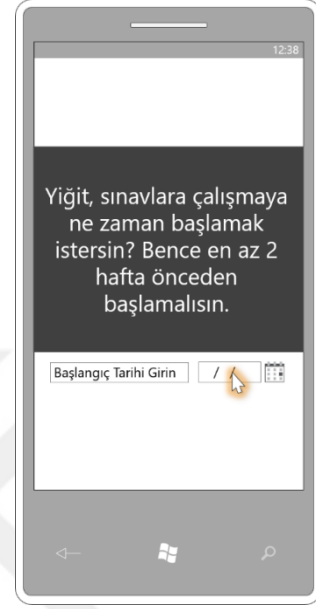 12:38
Yiğit, sınavlara çalışmaya
ne zaman başlamak
istersin? Bence en az 2
hafta önceden
başlamalısın.
Başlangıç Tarihi Girin / /